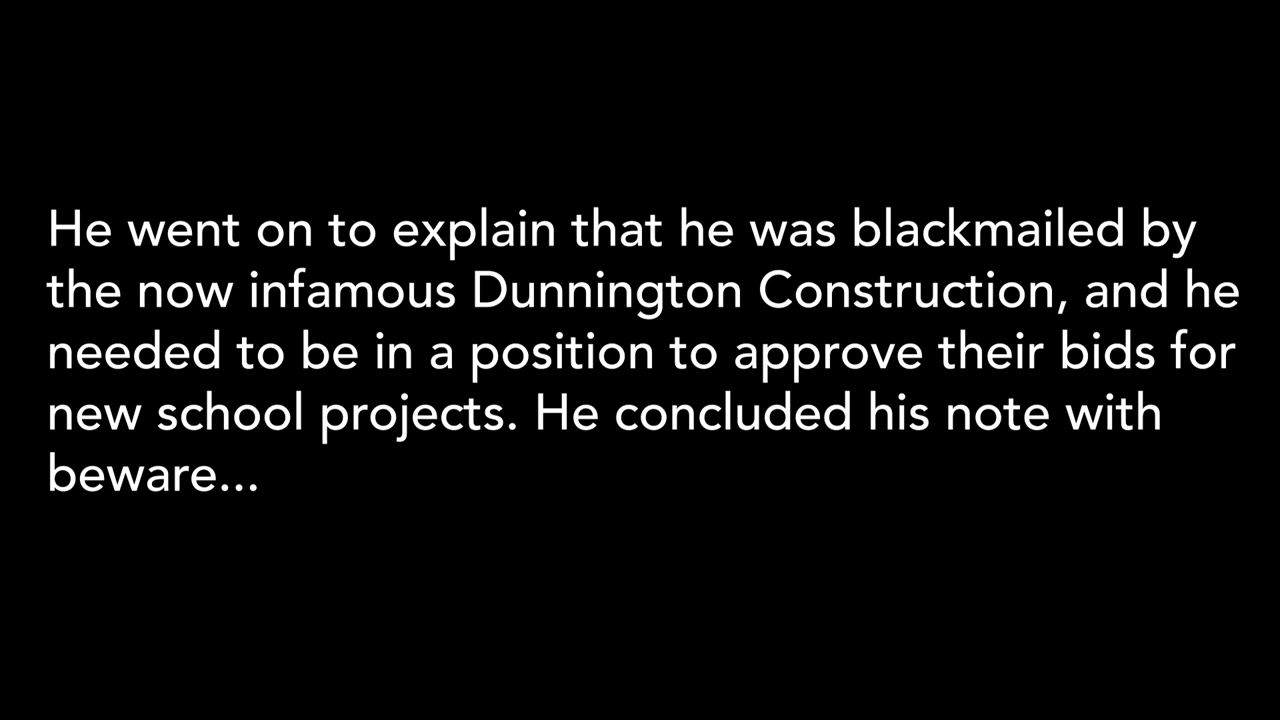 He went on to explain that he was blackmailed by
the now infamous Dunnington Construction, and he
needed to be in a position to approve their bids for
new school projects. He concluded his note with
beware...